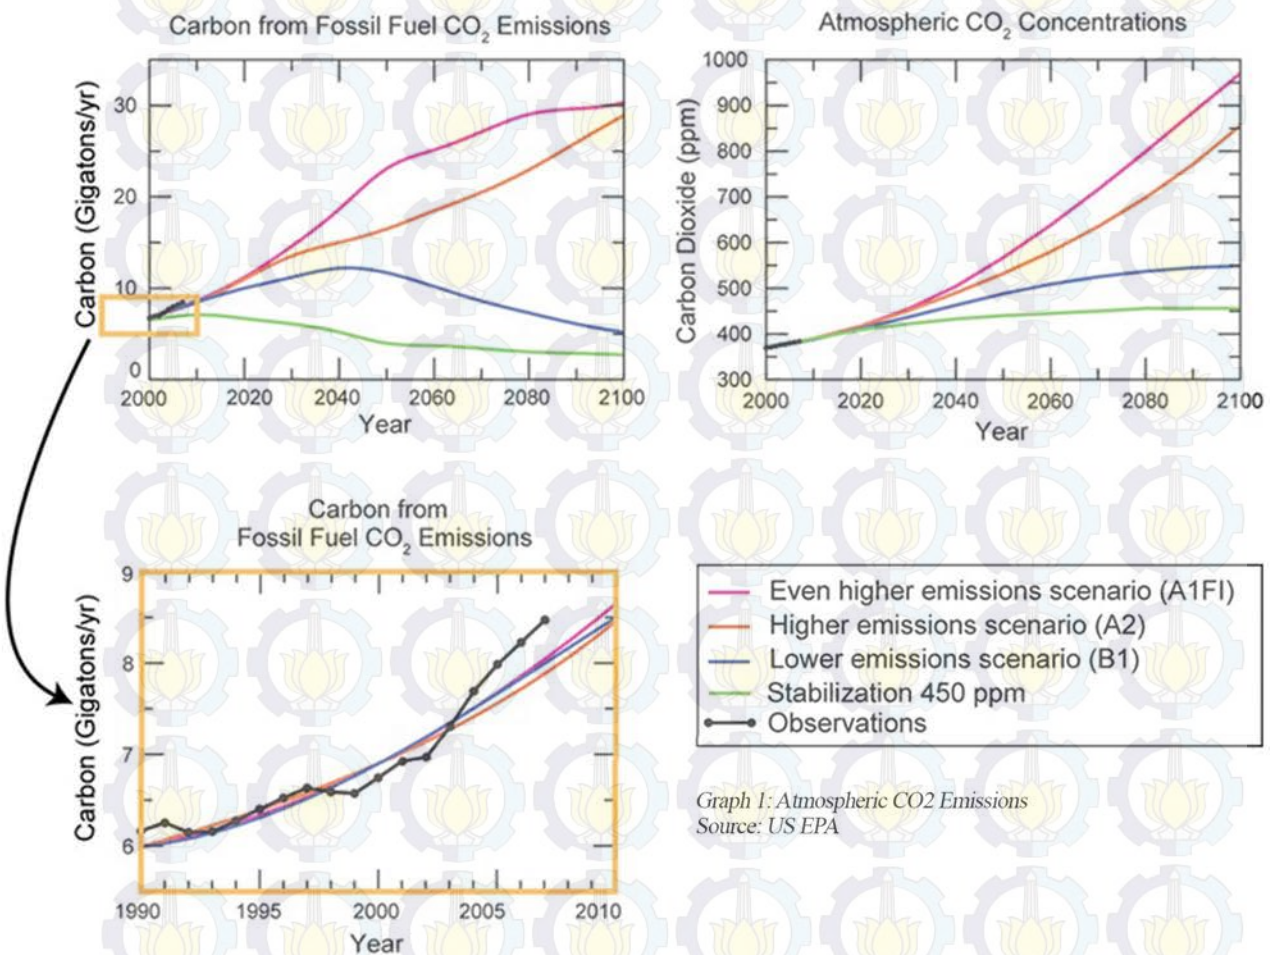 Carbon from Fossil Fuel CO2 Emissions
Carbon (Gigatons/yr)
30
20
10
0
2000 2020 2040 2060 2080 2100
Year
Atmospheric CO2 Concentrations
Carbon Dioxide (ppm)
1000
900
800
700
600
500
400
300
2000 2020 2040 2060 2080 2100
Year
Carbon from
Fossil Fuel CO2 Emissions
Carbon (Gigatons/yr)
9
8
7
6
1990 1995 2000 2005 2010
Year
Even higher emissions scenario (A1FI)
Higher emissions scenario (A2)
Lower emissions scenario (B1)
Stabilization 450 ppm
Observations
Graph 1: Atmospheric CO2 Emissions
Source: US EPA